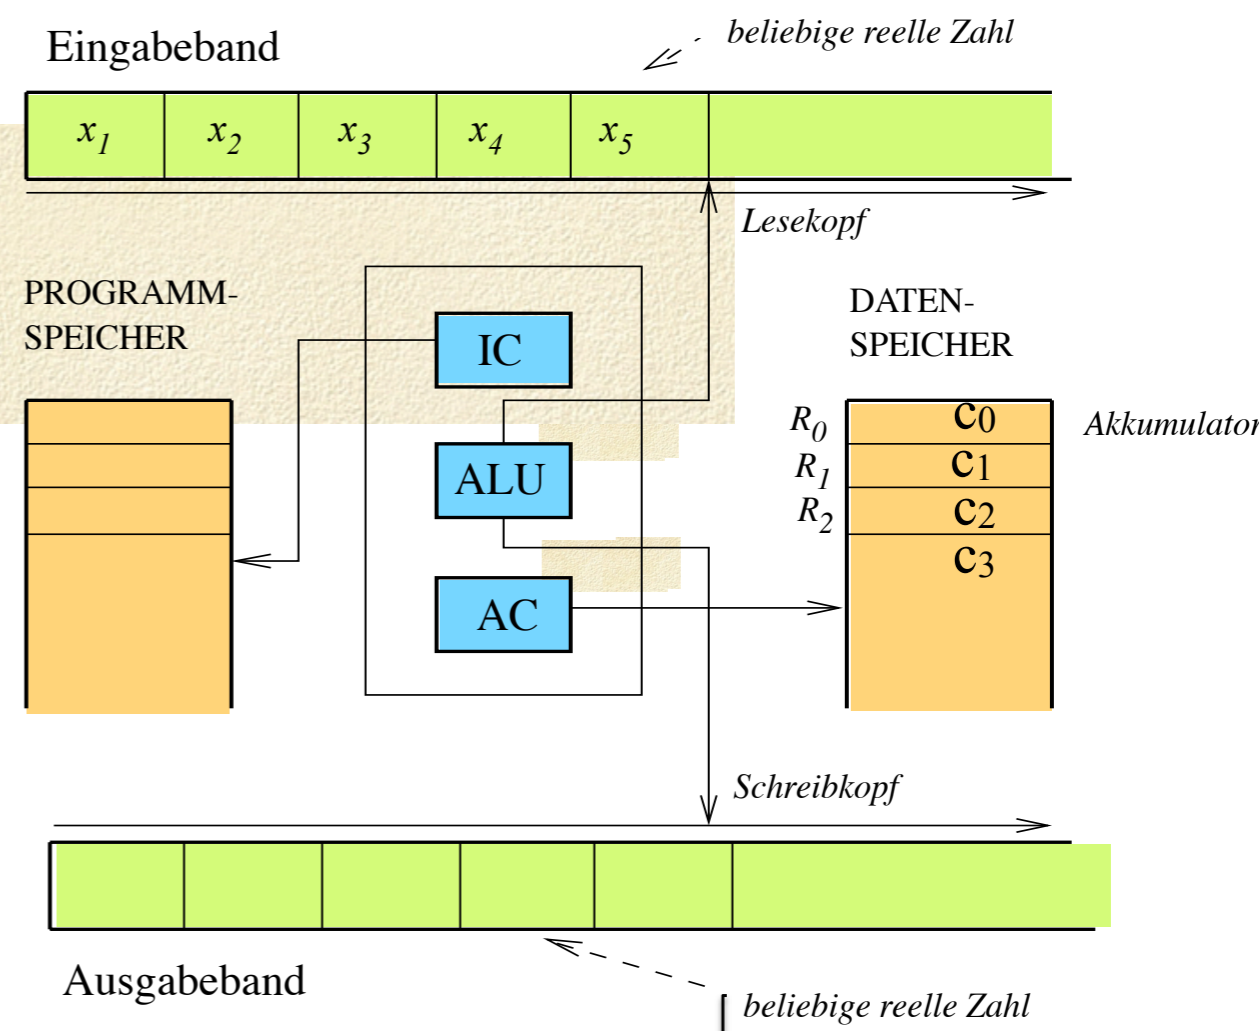 beliebige reelle Zahl
Eingabeband
x1 x2 x3 x4 x5
Lesekopf
PROGRAMM-
SPEICHER
DATEN-
SPEICHER
IC
ALU
AC
R0 c0 Akkumulator
R1 c1
R2 c2
c3
Schreibkopf
Ausgabeband
beliebige reelle Zahl